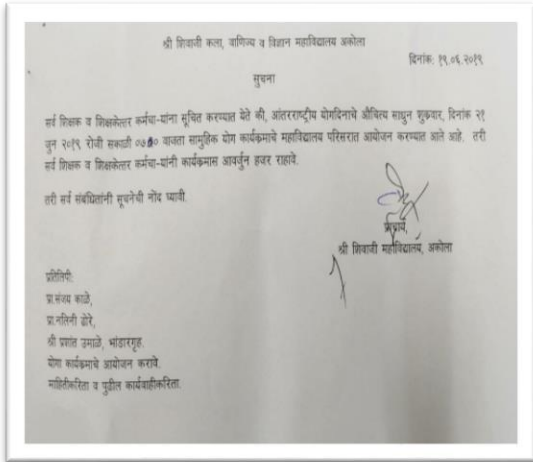 श्री शिवाजी कला, वाणिज्य व विज्ञान महाविद्यालय अकोला
दिनांक. १९.०६.२०१९
सुचना
सर्व शिक्षक व शिक्षकेत्तर कर्मचा-यांना सूचित करण्यात येते की, आंतरराष्ट्रीय योगदिनाचे औचित्य साधुन शुक्रवार, दिनांक २१
जुन २०१९ रोजी सकाळी वाजता सामुहिक योग कार्यक्रमाचे महाविद्यालय परिसरात आयोजन करण्यात आले आहे. तरी
सर्व शिक्षक व शिक्षकेत्तर कर्मचा-यांनी कार्यक्रमास आवर्जुन हजर राहावे.
तरी सर्व संबंधितांनी सूचनेची नोंद घ्यावी.
प्राचार्य,
श्री शिवाजी महाविद्यालय, अकोला
प्रतिलिपी:
प्रा.संजय काळे,
प्रा.नलिनी ढोरे,
श्री प्रशांत उमाळे, भांडारगृह.
योगा कार्यक्रमाचे आयोजन करावे.
माहितीकरिता व पुढील कार्यवाहीकरिता.